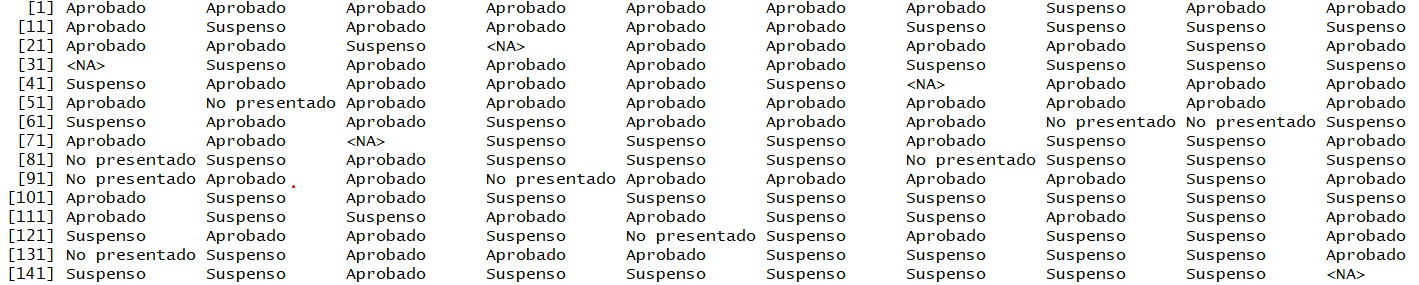 [1] Aprobado Aprobado Aprobado Aprobado Aprobado Aprobado Aprobado Suspenso Aprobado Aprobado
[11] Aprobado Suspenso Aprobado Aprobado Aprobado Aprobado Suspenso Suspenso Suspenso Suspenso
[21] Aprobado Aprobado Suspenso <NA> Aprobado Aprobado Aprobado Aprobado Suspenso Aprobado
[31] <NA> Suspenso Aprobado Aprobado Aprobado Aprobado Suspenso Suspenso Suspenso Suspenso
[41] Suspenso Aprobado Aprobado Aprobado Aprobado Suspenso <NA> Aprobado Aprobado Aprobado
[51] Aprobado No presentado Aprobado Aprobado Aprobado Aprobado Aprobado Aprobado Aprobado Aprobado
[61] Suspenso Aprobado Aprobado Suspenso Aprobado Aprobado Aprobado No presentado No presentado Suspenso
[71] Aprobado Aprobado <NA> Suspenso Suspenso Suspenso Aprobado Suspenso Suspenso Aprobado
[81] No presentado Suspenso Aprobado Suspenso Suspenso Suspenso No presentado Suspenso Suspenso Suspenso
[91] No presentado Aprobado Aprobado No presentado Aprobado Aprobado Aprobado Aprobado Suspenso Aprobado
[101] Aprobado Suspenso Aprobado Suspenso Suspenso Suspenso Suspenso Suspenso Suspenso Aprobado
[111] Aprobado Suspenso Suspenso Aprobado Aprobado Suspenso Suspenso Aprobado Suspenso Aprobado
[121] Suspenso Aprobado Aprobado Suspenso No presentado Suspenso Aprobado Suspenso Suspenso Aprobado
[131] No presentado Suspenso Aprobado Aprobado Aprobado Suspenso Suspenso Suspenso Suspenso Aprobado
[141] Suspenso Suspenso Aprobado Suspenso Suspenso Suspenso Suspenso Suspenso Suspenso <NA>